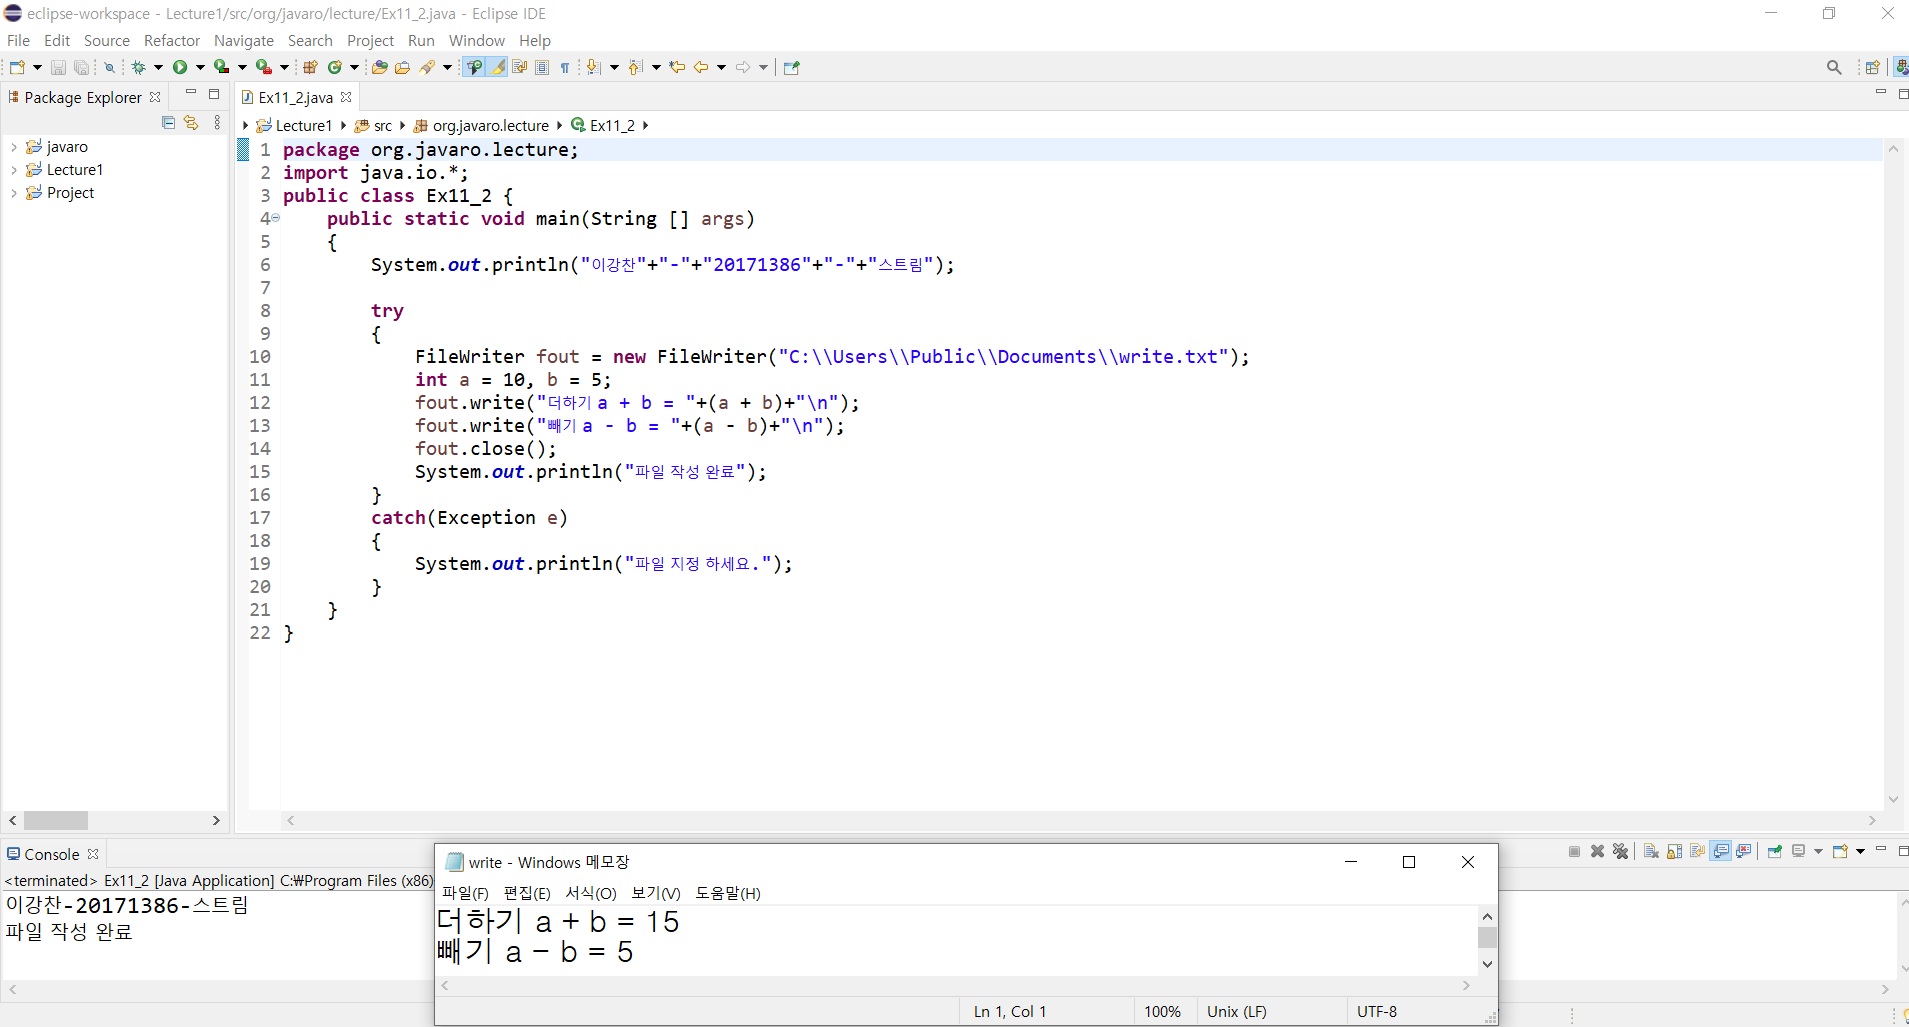 eclipse-workspace - Lecture1/src/org/javaro/lecture/Ex11_2.java - Eclipse IDE
File Edit Source Refactor Navigate Search Project Run Window Help
Package Explorer
javaro
Lecture1
Project
Ex11_2.java
Lecture1 src org.javaro.lecture Ex11_2
1 package org.javaro.lecture;
2 import java.io.*;
3 public class Ex11_2 {
4 public static void main(String [] args)
5 {
6 System.out.println("이강찬"+"-"+"20171386"+"-"+"스트림");
7
8 try
9 {
10 FileWriter fout = new FileWriter("C:\\Users\\Public\\Documents\\write.txt");
11 int a = 10, b = 5;
12 fout.write("더하기 a + b = "+(a + b)+"\n");
13 fout.write("빼기 a - b = "+(a - b)+"\n");
14 fout.close();
15 System.out.println("파일 작성 완료");
16 }
17 catch(Exception e)
18 {
19 System.out.println("파일 지정 하세요.");
20 }
21 }
22 }
Console
<terminated> Ex11_2 [Java Application] C:₩Program Files (x86)
이강찬-20171386-스트림
파일 작성 완료
write - Windows 메모장
파일(F) 편집(E) 서식(O) 보기(V) 도움말(H)
더하기 a + b = 15
빼기 a - b = 5
Ln 1, Col 1 100% Unix (LF) UTF-8